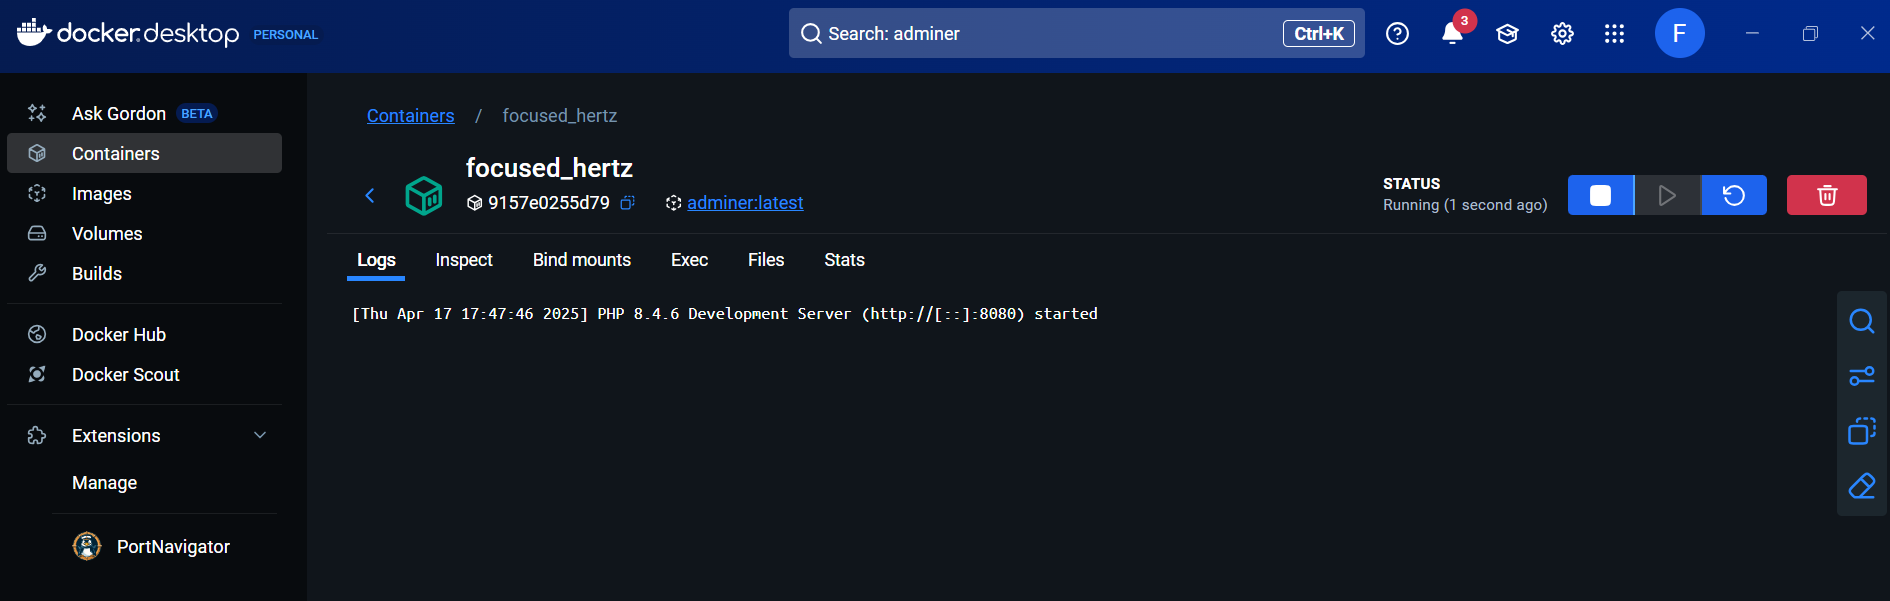 docker.desktop PERSONAL
Search: adminer Ctrl+K
3
F
Ask Gordon BETA
Containers
Images
Volumes
Builds
Docker Hub
Docker Scout
Extensions
Manage
PortNavigator
Containers / focused_hertz
focused_hertz
9157e0255d79 adminer:latest
STATUS
Running (1 second ago)
Logs Inspect Bind mounts Exec Files Stats
[Thu Apr 17 17:47:46 2025] PHP 8.4.6 Development Server (http://[::]:8080) started